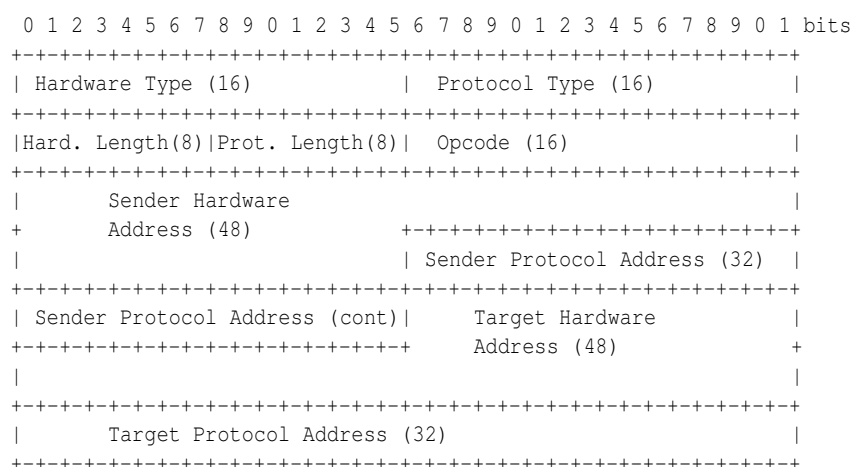 0 1 2 3 4 5 6 7 8 9 0 1 2 3 4 5 6 7 8 9 0 1 2 3 4 5 6 7 8 9 0 1 bits
+-+-+-+-+-+-+-+-+-+-+-+-+-+-+-+-+-+-+-+-+-+-+-+-+-+-+-+-+-+-+-+-+
| Hardware Type (16)            |  Protocol Type (16)           |
+-+-+-+-+-+-+-+-+-+-+-+-+-+-+-+-+-+-+-+-+-+-+-+-+-+-+-+-+-+-+-+-+
|Hard. Length(8)|Prot. Length(8)|  Opcode (16)                  |
+-+-+-+-+-+-+-+-+-+-+-+-+-+-+-+-+-+-+-+-+-+-+-+-+-+-+-+-+-+-+-+-+
|       Sender Hardware                                         |
+       Address (48)            +-+-+-+-+-+-+-+-+-+-+-+-+-+-+-+-+
|                               | Sender Protocol Address (32)  |
+-+-+-+-+-+-+-+-+-+-+-+-+-+-+-+-+-+-+-+-+-+-+-+-+-+-+-+-+-+-+-+-+
| Sender Protocol Address (cont)|     Target Hardware           |
+-+-+-+-+-+-+-+-+-+-+-+-+-+-+-+-+     Address (48)              +
|                                                               |
+-+-+-+-+-+-+-+-+-+-+-+-+-+-+-+-+-+-+-+-+-+-+-+-+-+-+-+-+-+-+-+-+
|       Target Protocol Address (32)                            |
+-+-+-+-+-+-+-+-+-+-+-+-+-+-+-+-+-+-+-+-+-+-+-+-+-+-+-+-+-+-+-+-+